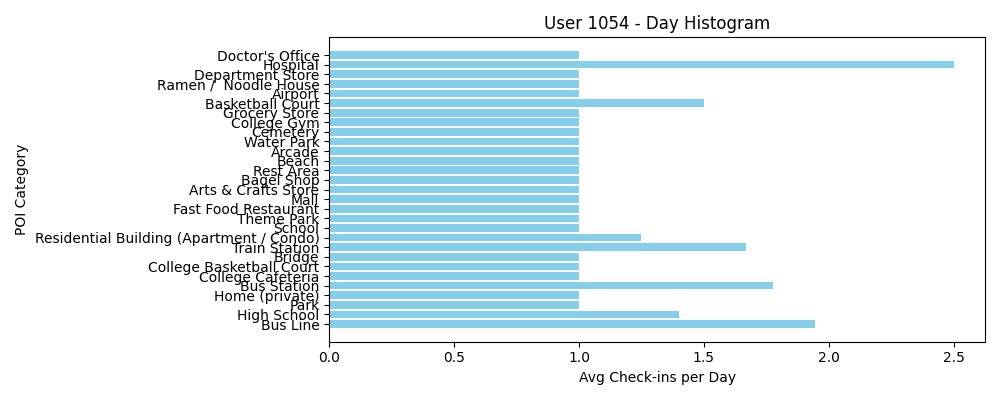 User 1054 - Day Histogram
POI Category
Doctor's Office
Hospital
Department Store
Ramen /  Noodle House
Airport
Basketball Court
Grocery Store
College Gym
Cemetery
Water Park
Arcade
Beach
Rest Area
Bagel Shop
Arts & Crafts Store
Mall
Fast Food Restaurant
Theme Park
School
Residential Building (Apartment / Condo)
Train Station
Bridge
College Basketball Court
College Cafeteria
Bus Station
Home (private)
Park
High School
Bus Line
0.0 0.5 1.0 1.5 2.0 2.5
Avg Check-ins per Day